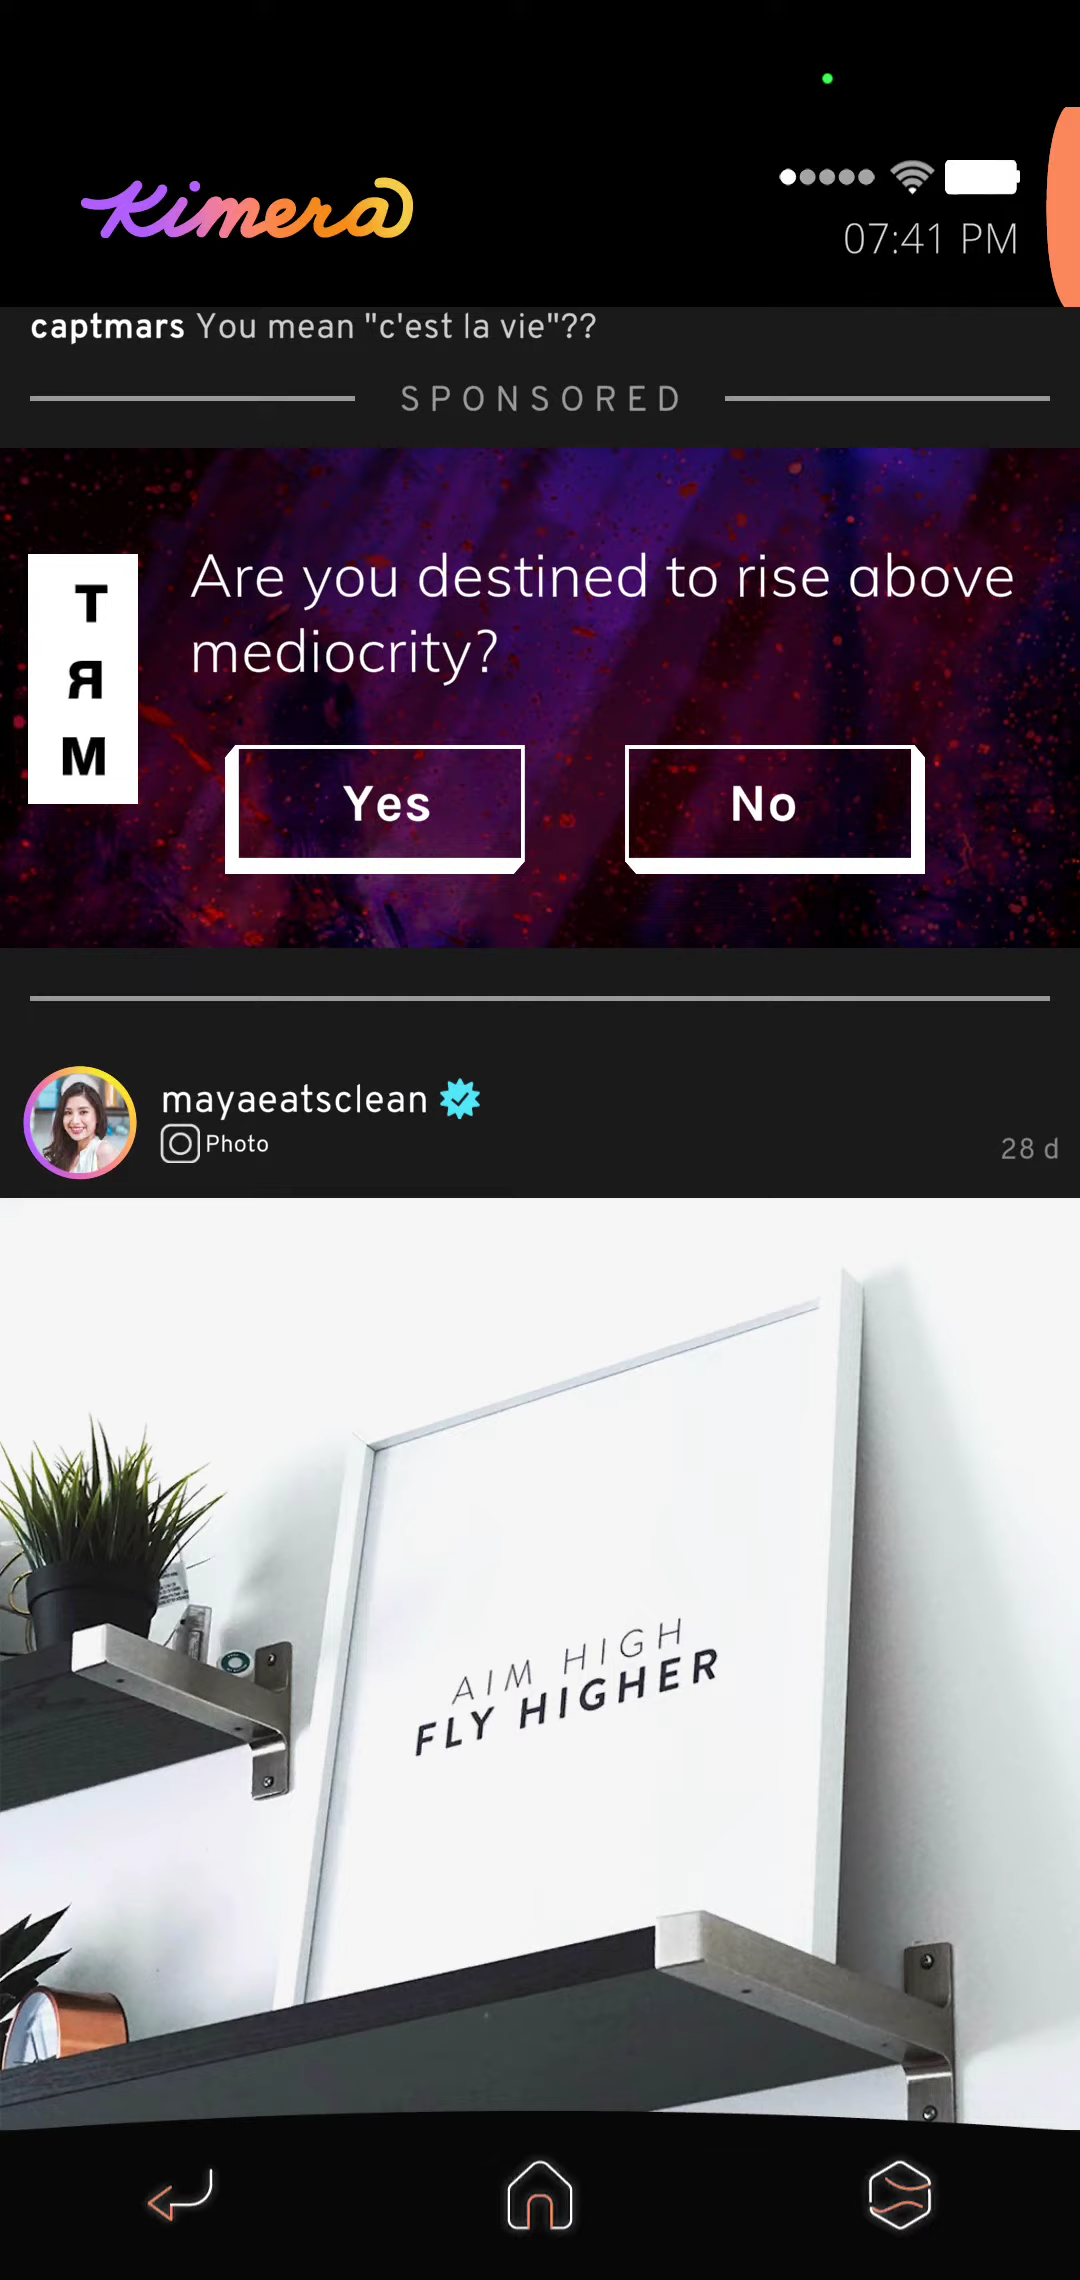 Kimera
07:41 PM
captmars You mean "c'est la vie"??
SPONSORED
T
Я
M
Are you destined to rise above
mediocrity?
Yes
No
mayaeatsclean
Photo
28 d
AIM HIGH
FLY HIGHER